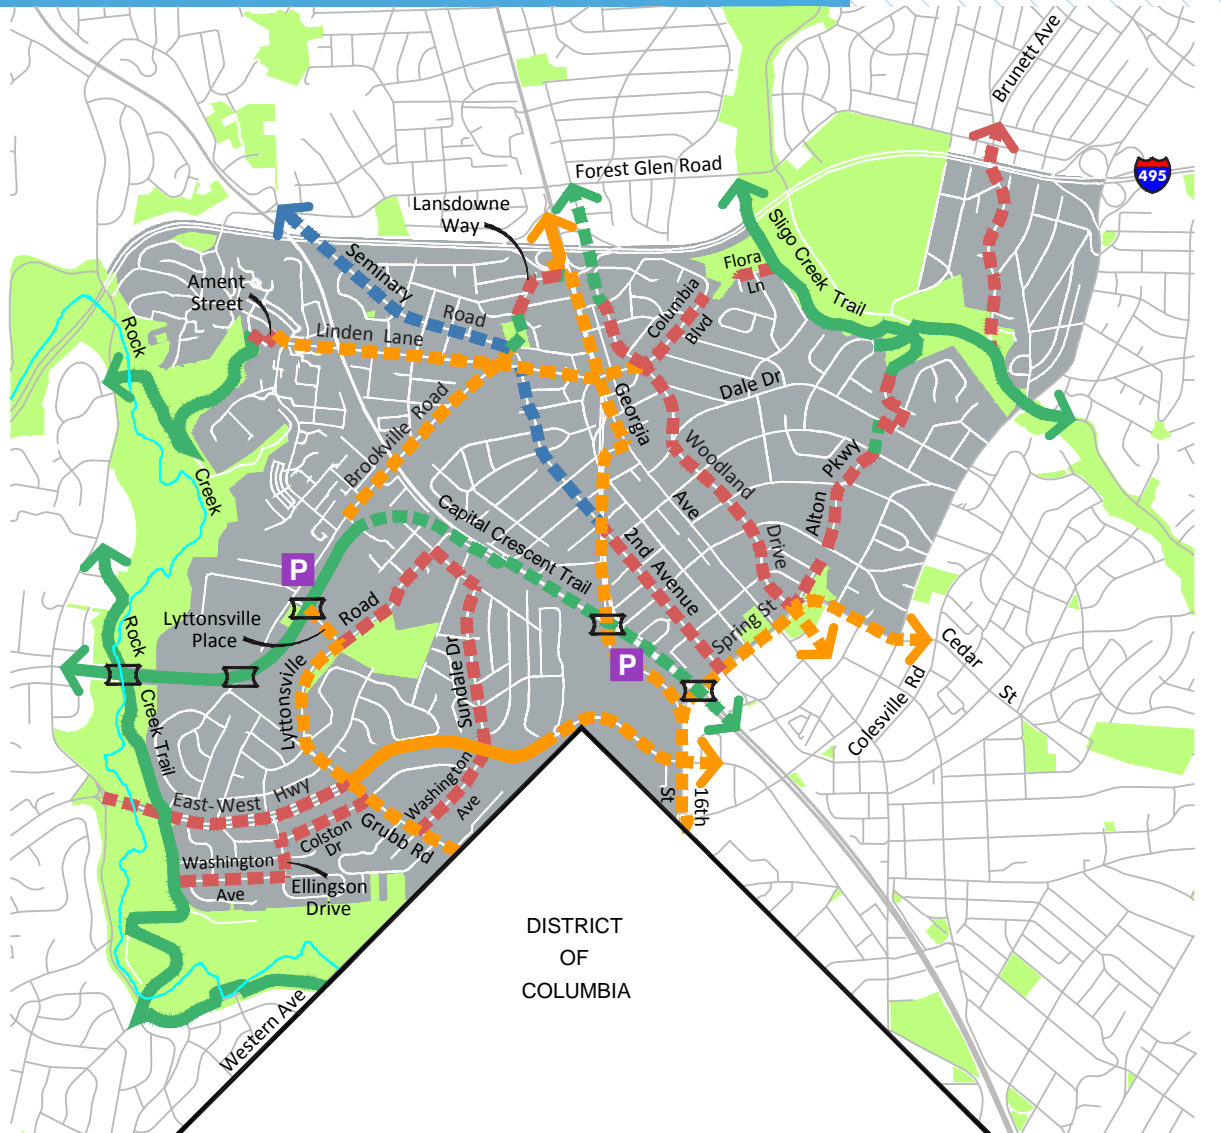 Brunett Ave
Forest Glen Road
495
Lansdowne
Way
Sligo Creek Trail
Seminary
Road
Flora
Ln
Ament
Street
Columbia
Blvd
Rock
Linden Lane
Dale Dr
Georgia
Brookville Road
Woodland
Pkwy
Creek
Capital Crescent Trail
Ave
Alton
2nd Avenue
Drive
P
Road
Lyttonsville
Place
Spring St
Rock
Cedar
St
P
Sundale Dr
Lyttonsville
Creek Trail
Colesville Rd
East-West Hwy
Washington
Ave
16th
St
Colston
Dr
Grubb Rd
Washington
Ave
Ellingson
Drive
DISTRICT
OF
COLUMBIA
Western Ave